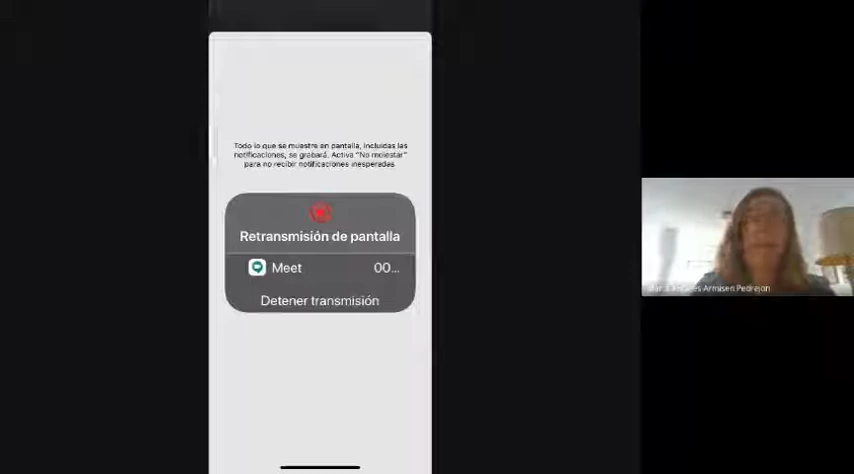 Todo lo que se muestre en pantalla, incluidas las
notificaciones, se grabará. Activa "No molestar"
para no recibir notificaciones inesperadas
Retransmisión de pantalla
Meet 00...
Detener transmisión
Armisen Pedrejon